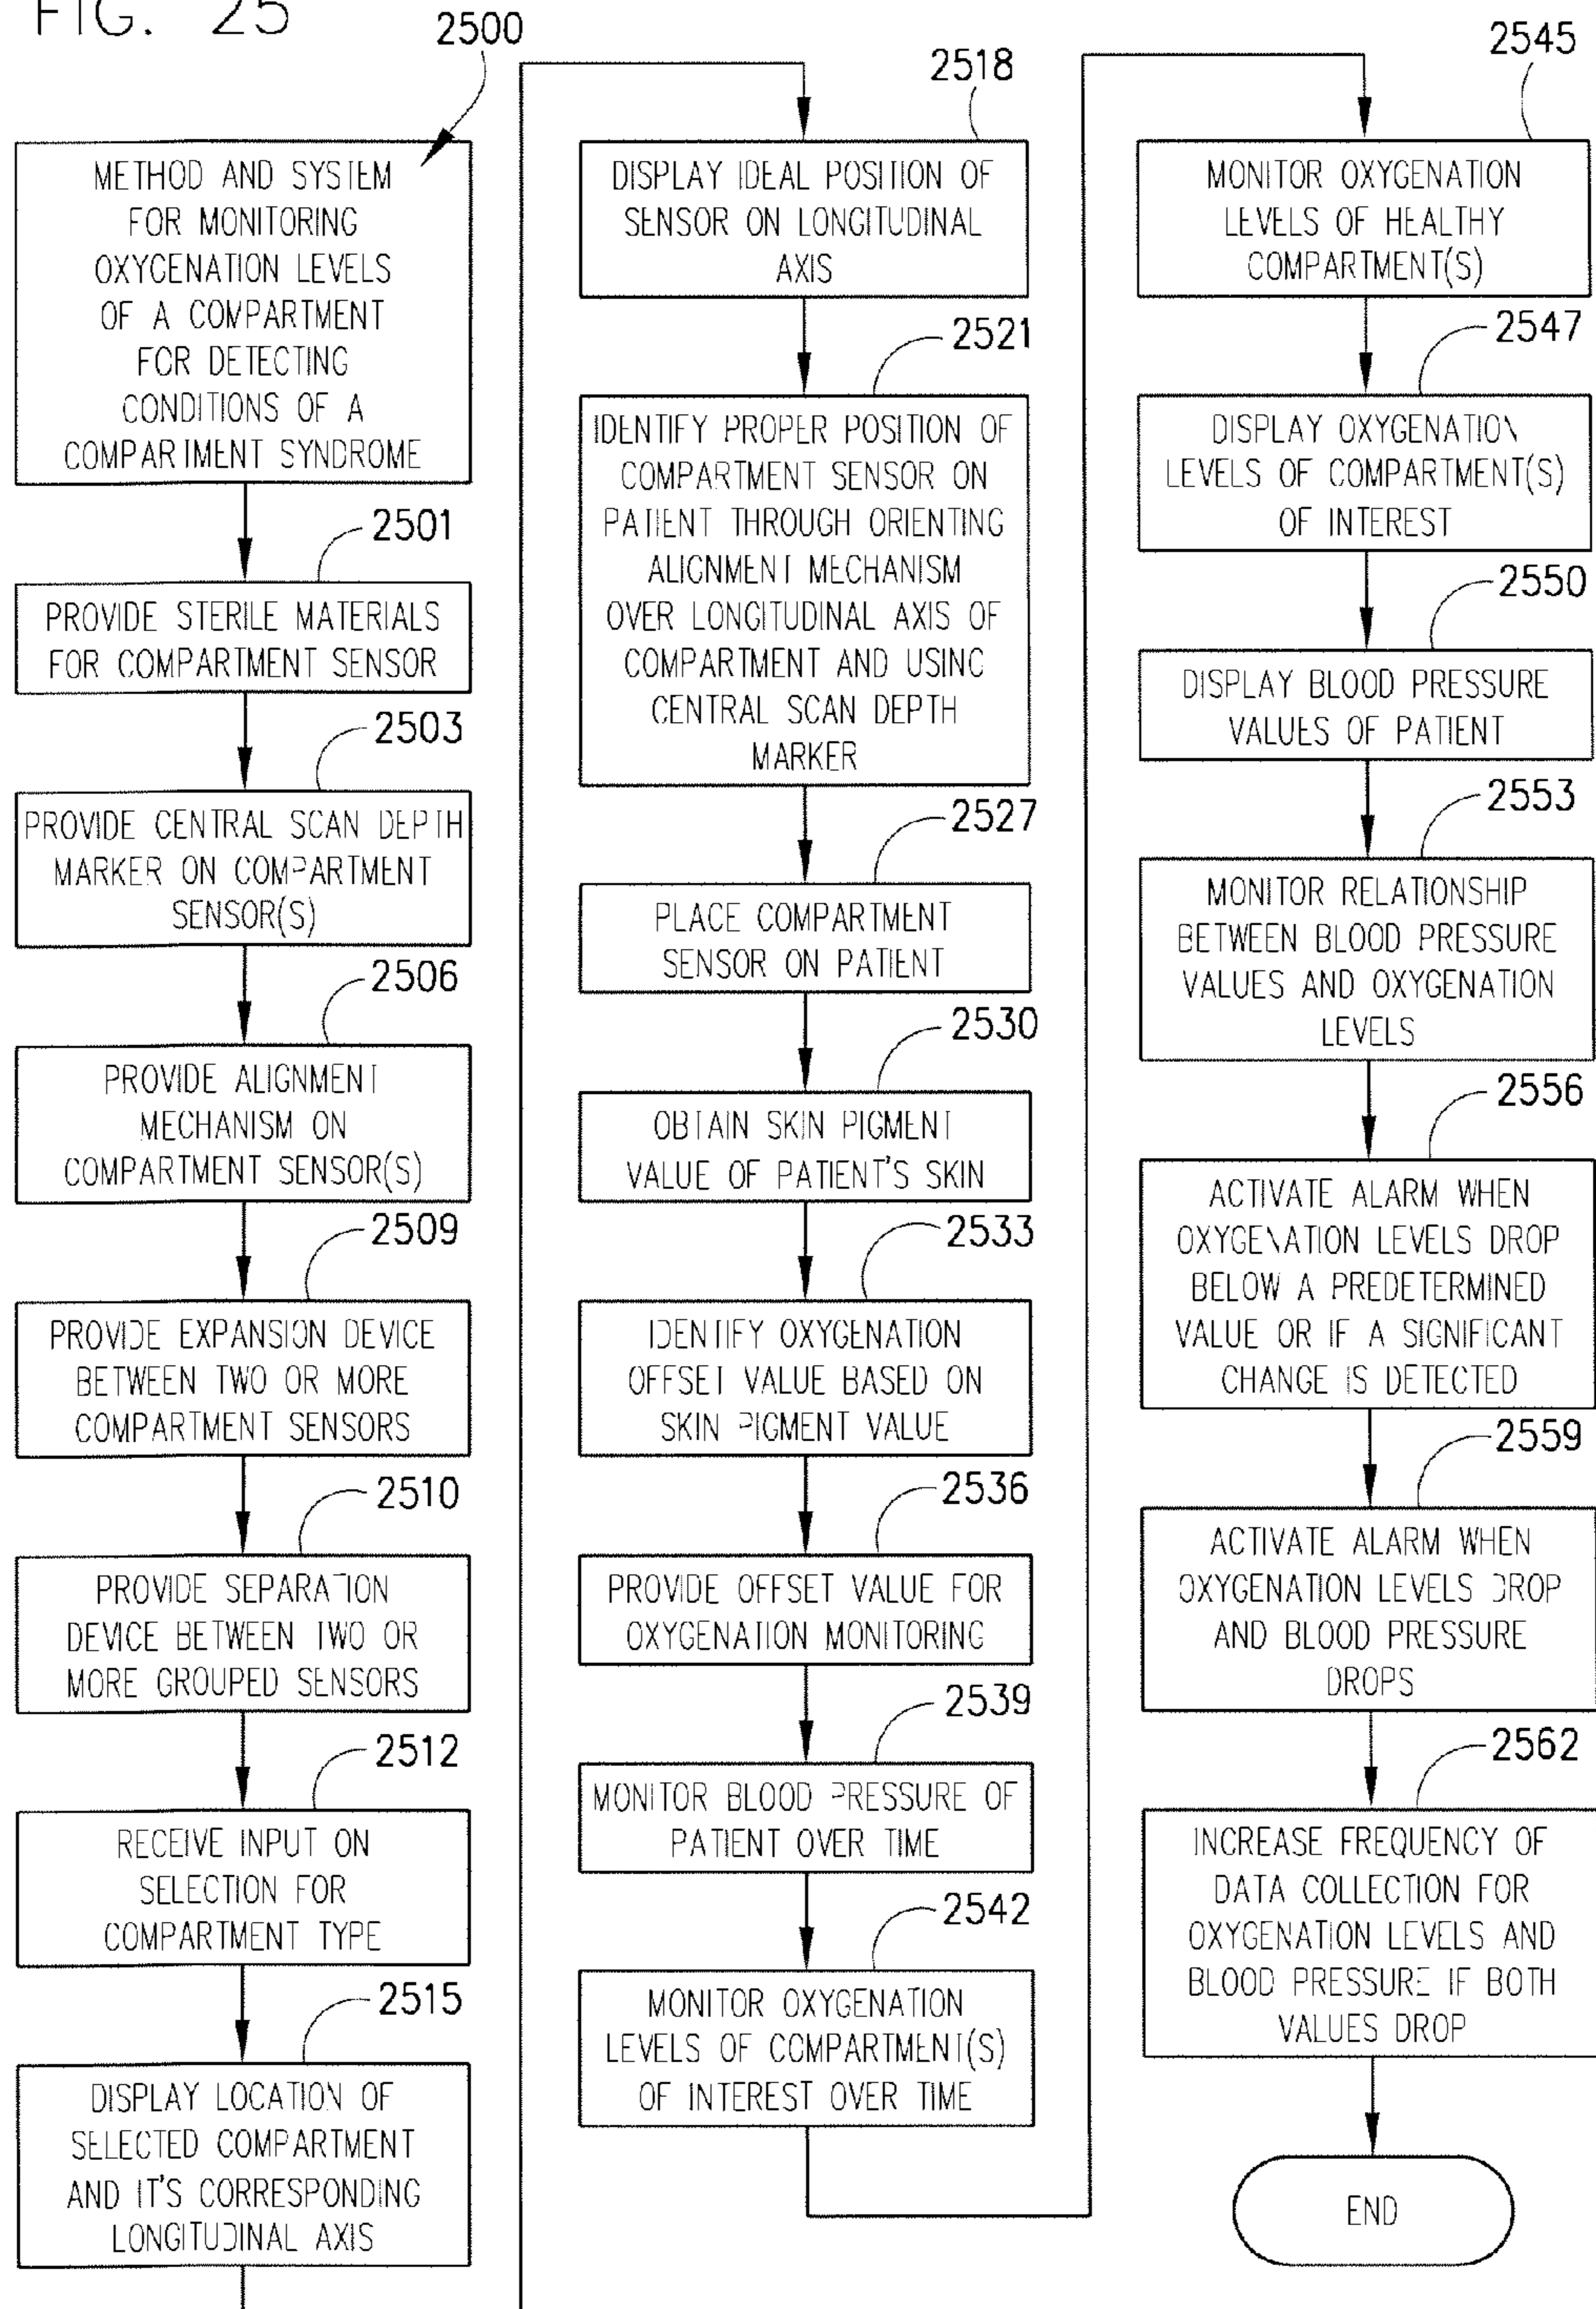 FIG. 25
2500
METHOD AND SYSTEM
FOR MONITORING
OXYGENATION LEVELS
OF A COMPARTMENT
FOR DETECTING
CONDITIONS OF A
COMPARTMENT SYNDROME
2501
PROVIDE STERILE MATERIALS
FOR COMPARTMENT SENSOR
2503
PROVIDE CENTRAL SCAN DEPTH
MARKER ON COMPARTMENT
SENSOR(S)
2506
PROVIDE ALIGNMENT
MECHANISM ON
COMPARTMENT SENSOR(S)
2509
PROVIDE EXPANSION DEVICE
BETWEEN TWO OR MORE
COMPARTMENT SENSORS
2510
PROVIDE SEPARATION
DEVICE BETWEEN TWO OR
MORE GROUPED SENSORS
2512
RECEIVE INPUT ON
SELECTION FOR
COMPARTMENT TYPE
2515
DISPLAY LOCATION OF
SELECTED COMPARTMENT
AND IT'S CORRESPONDING
LONGITUDINAL AXIS
2518
DISPLAY IDEAL POSITION OF
SENSOR ON LONGITUDINAL
AXIS
2521
IDENTIFY PROPER POSITION OF
COMPARTMENT SENSOR ON
PATIENT THROUGH ORIENTING
ALIGNMENT MECHANISM
OVER LONGITUDINAL AXIS OF
COMPARTMENT AND USING
CENTRAL SCAN DEPTH
MARKER
2527
PLACE COMPARTMENT
SENSOR ON PATIENT
2530
OBTAIN SKIN PIGMENT
VALUE OF PATIENT'S SKIN
2533
IDENTIFY OXYGENATION
OFFSET VALUE BASED ON
SKIN PIGMENT VALUE
2536
PROVIDE OFFSET VALUE FOR
OXYGENATION MONITORING
2539
MONITOR BLOOD PRESSURE OF
PATIENT OVER TIME
2542
MONITOR OXYGENATION
LEVELS OF COMPARTMENT(S)
OF INTEREST OVER TIME
2545
MONITOR OXYGENATION
LEVELS OF HEALTHY
COMPARTMENT(S)
2547
DISPLAY OXYGENATION
LEVELS OF COMPARTMENT(S)
OF INTEREST
2550
DISPLAY BLOOD PRESSURE
VALUES OF PATIENT
2553
MONITOR RELATIONSHIP
BETWEEN BLOOD PRESSURE
VALUES AND OXYGENATION
LEVELS
2556
ACTIVATE ALARM WHEN
OXYGENATION LEVELS DROP
BELOW A PREDETERMINED
VALUE OR IF A SIGNIFICANT
CHANGE IS DETECTED
2559
ACTIVATE ALARM WHEN
OXYGENATION LEVELS DROP
AND BLOOD PRESSURE
DROPS
2562
INCREASE FREQUENCY OF
DATA COLLECTION FOR
OXYGENATION LEVELS AND
BLOOD PRESSURE IF BOTH
VALUES DROP
END